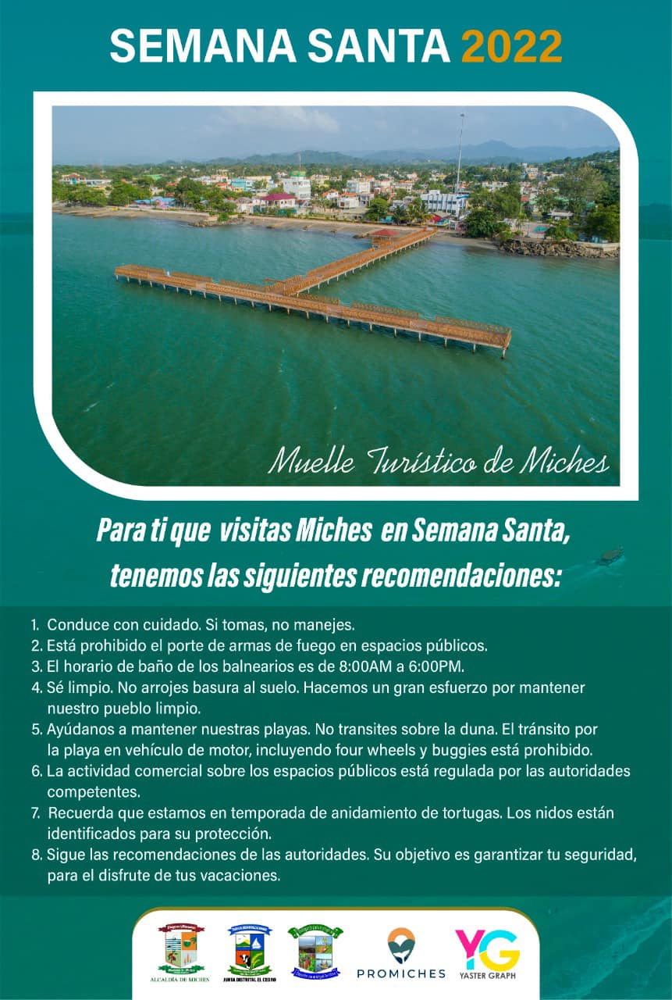 SEMANA SANTA 2022
Muelle Turístico de Miches
Para ti que visitas Miches en Semana Santa,
tenemos las siguientes recomendaciones:
1. Conduce con cuidado. Si tomas, no manejes.
2. Está prohibido el porte de armas de fuego en espacios públicos.
3. El horario de baño de los balnearios es de 8:00AM a 6:00PM.
4. Sé limpio. No arrojes basura al suelo. Hacemos un gran esfuerzo por mantener
nuestro pueblo limpio.
5. Ayúdanos a mantener nuestras playas. No transites sobre la duna. El tránsito por
la playa en vehículo de motor, incluyendo four wheels y buggies está prohibido.
6. La actividad comercial sobre los espacios públicos está regulada por las autoridades
competentes.
7. Recuerda que estamos en temporada de anidamiento de tortugas. Los nidos están
identificados para su protección.
8. Sigue las recomendaciones de las autoridades. Su objetivo es garantizar tu seguridad,
para el disfrute de tus vacaciones.
ALCALDÍA DE MICHES
JUNTA DISTRITAL EL CEDRO
PROMICHES
YG
YASTER GRAPH